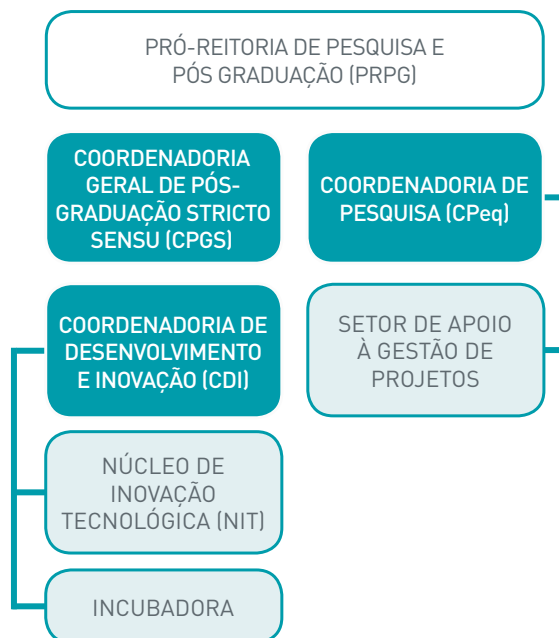 PRÓ-REITORIA DE PESQUISA E
PÓS GRADUAÇÃO (PRPG)
COORDENADORIA
GERAL DE PÓS-
GRADUAÇÃO STRICTO
SENSU (CPGS)
COORDENADORIA DE
PESQUISA (CPeq)
COORDENADORIA DE
DESENVOLVIMENTO
E INOVAÇÃO (CDI)
SETOR DE APOIO
À GESTÃO DE
PROJETOS
NÚCLEO DE
INOVAÇÃO
TECNOLÓGICA (NIT)
INCUBADORA